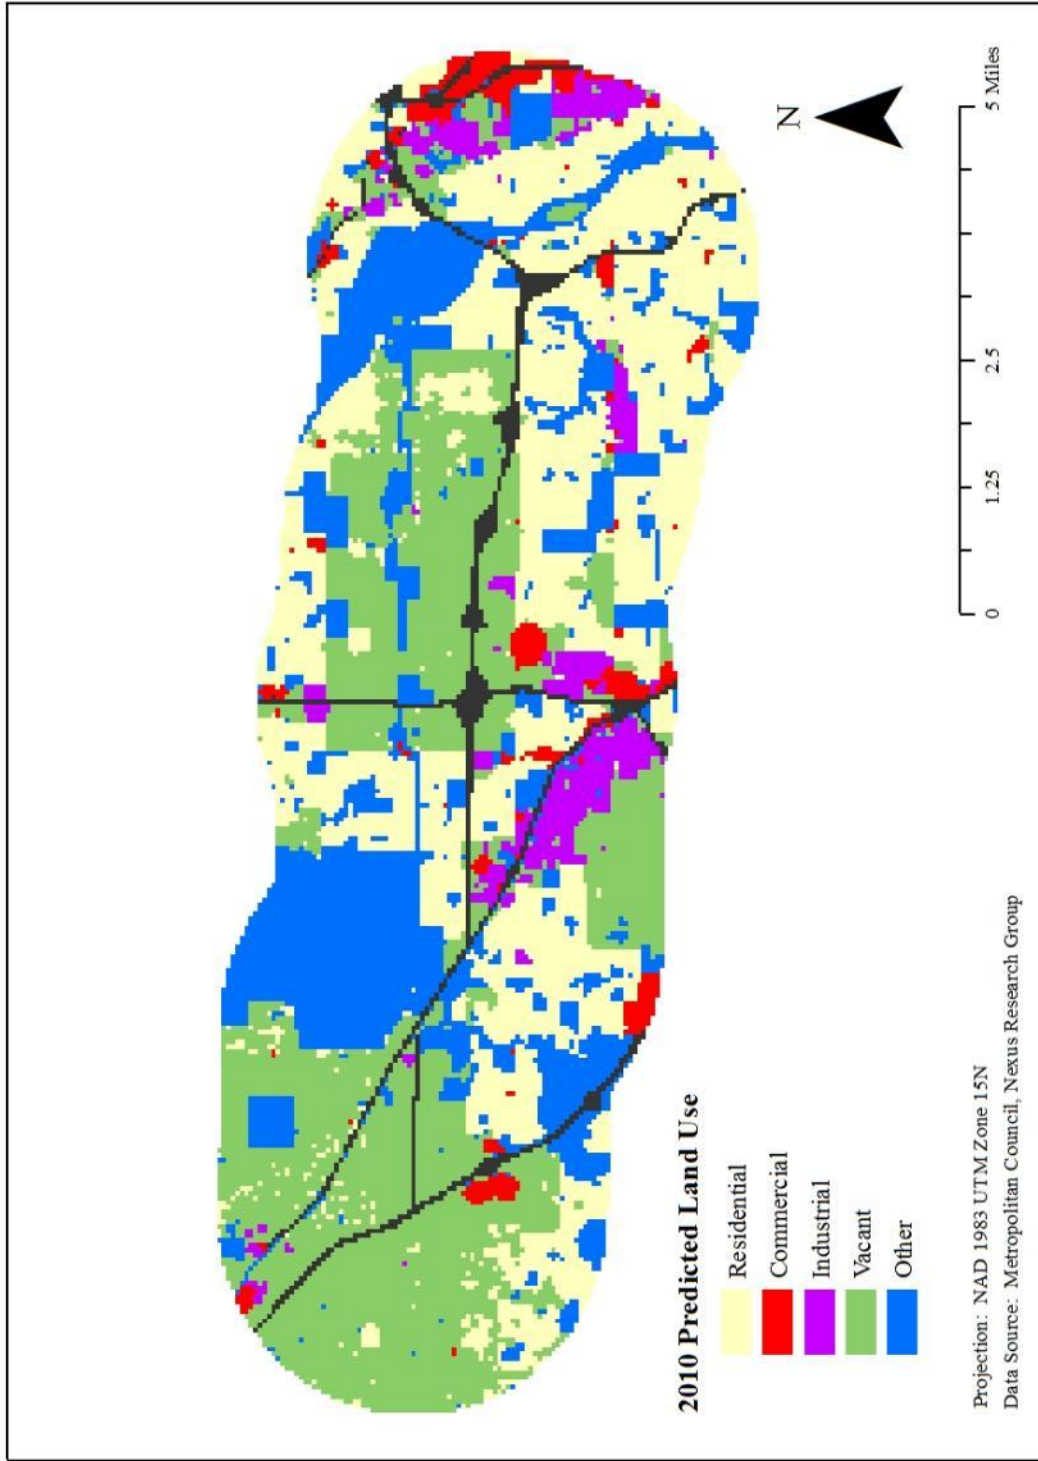 N
5 Miles
2.5
1.25
0
2010 Predicted Land Use
Residential
Commercial
Industrial
Vacant
Other
Projection: NAD 1983 UTM Zone 15N
Data Source: Metropolitan Council, Nexus Research Group